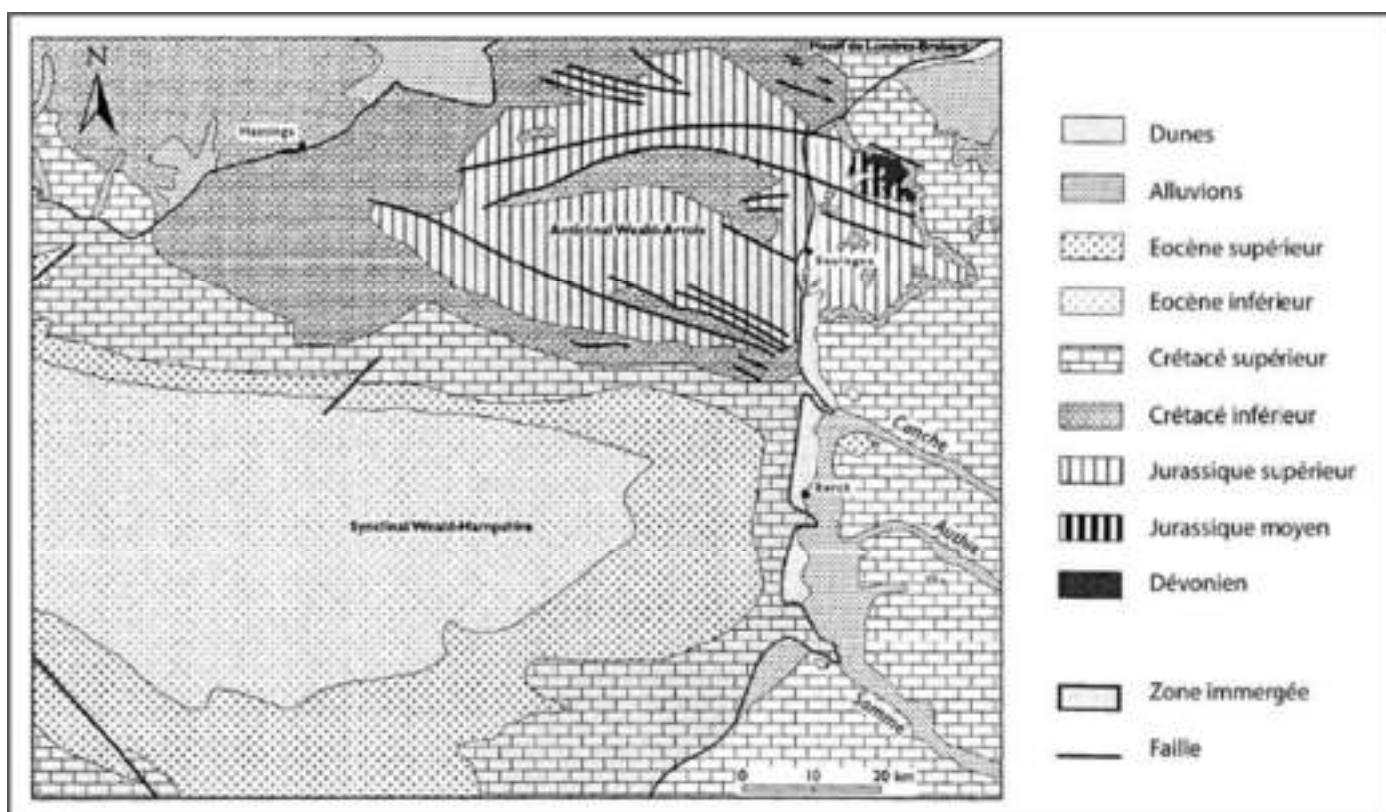 N
Massif de Londres-Brabant
Hastings
Anticlinal Weald-Artois
Boulogne
Canche
Berck
Authie
Synclinal Weald-Hampshire
Somme
0 10 20 km
Dunes
Alluvions
Eocène supérieur
Eocène inférieur
Crétacé supérieur
Crétacé inférieur
Jurassique supérieur
Jurassique moyen
Dévonien
Zone immergée
Faille